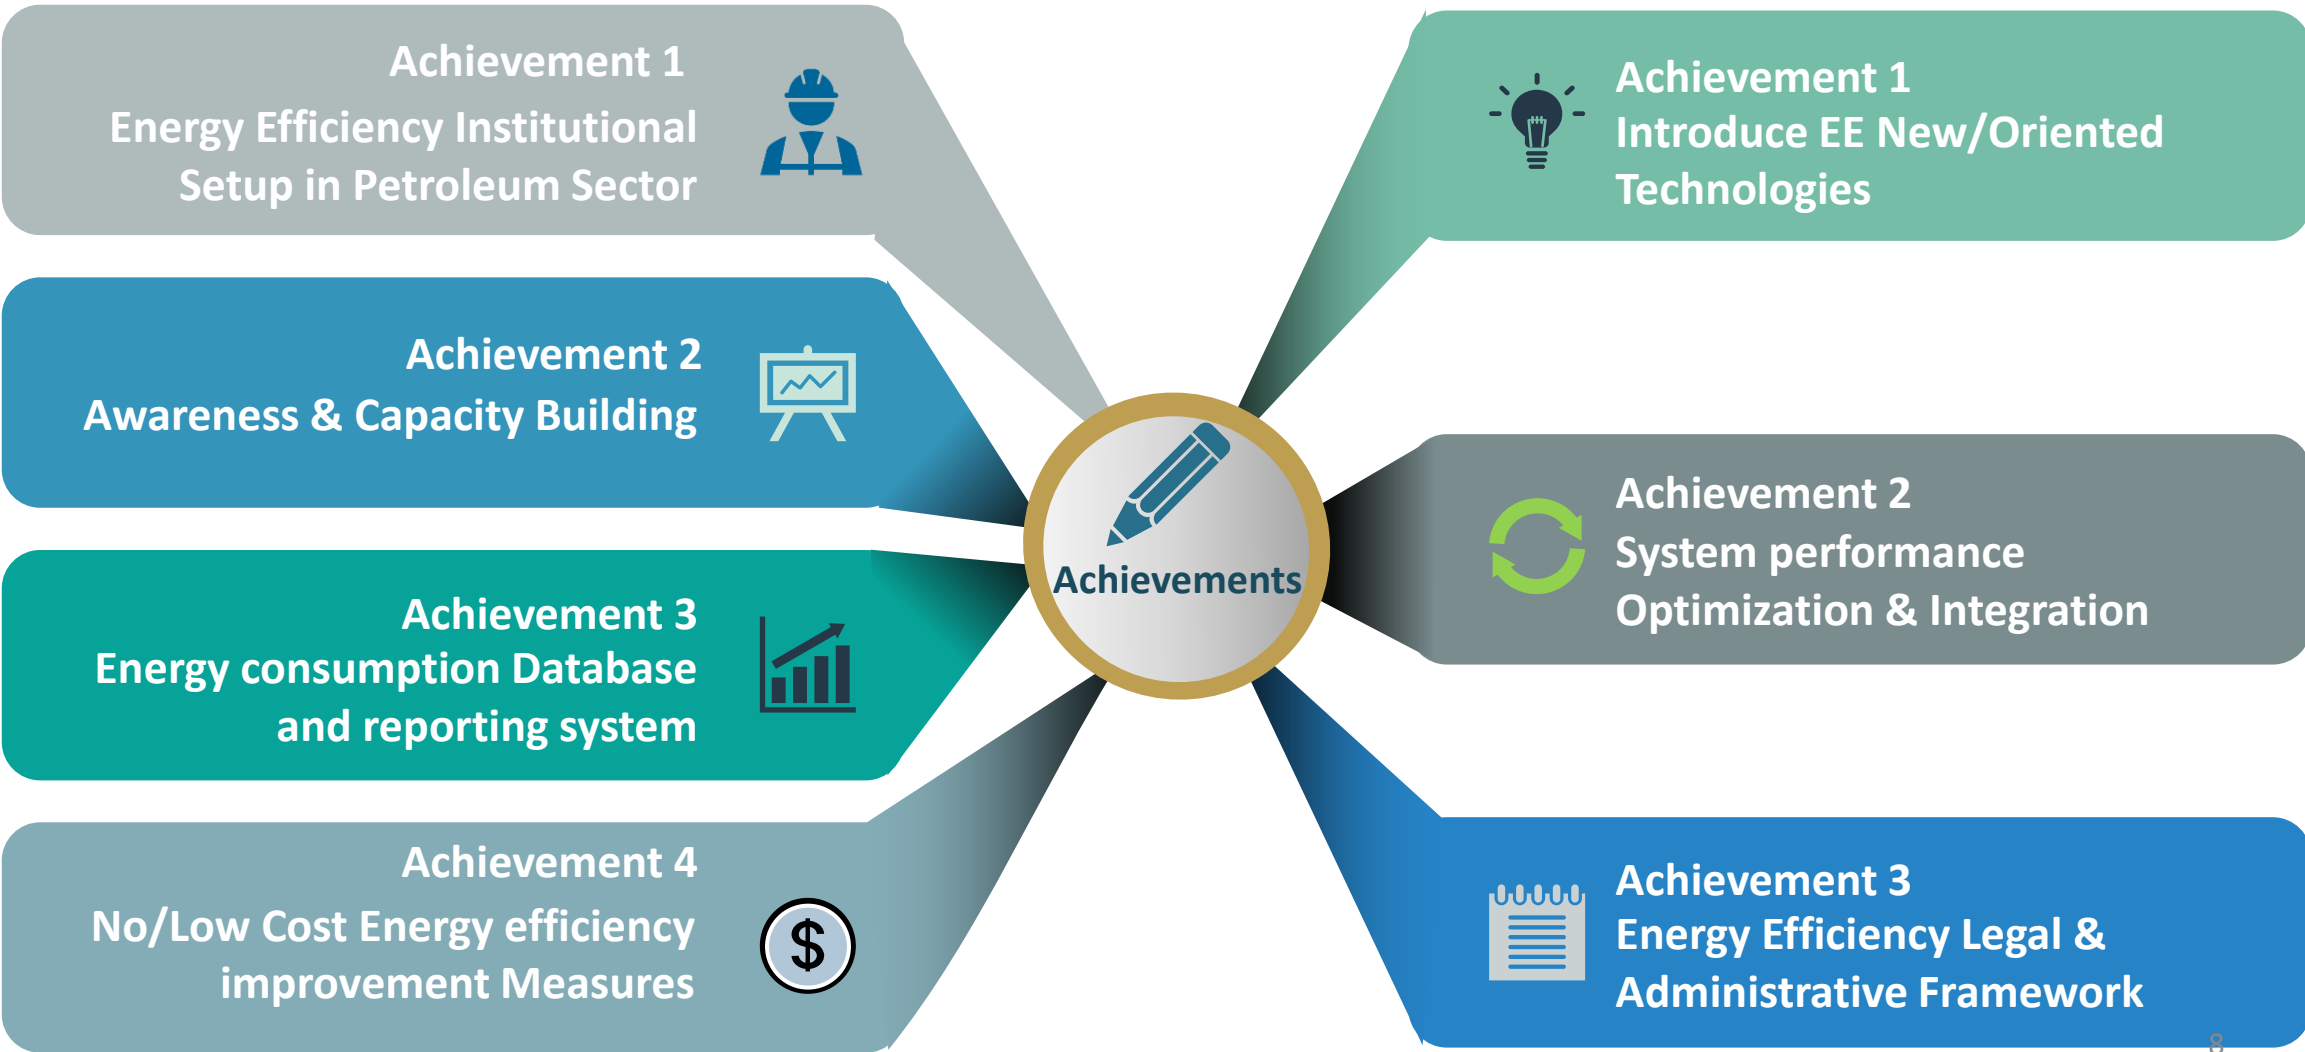 Achievement 1
Energy Efficiency Institutional
Setup in Petroleum Sector
Achievement 2
Awareness & Capacity Building
Achievement 3
Energy consumption Database
and reporting system
Achievement 4
No/Low Cost Energy efficiency
improvement Measures
Achievements
Achievement 1
Introduce EE New/Oriented
Technologies
Achievement 2
System performance
Optimization & Integration
Achievement 3
Energy Efficiency Legal &
Administrative Framework
$
8